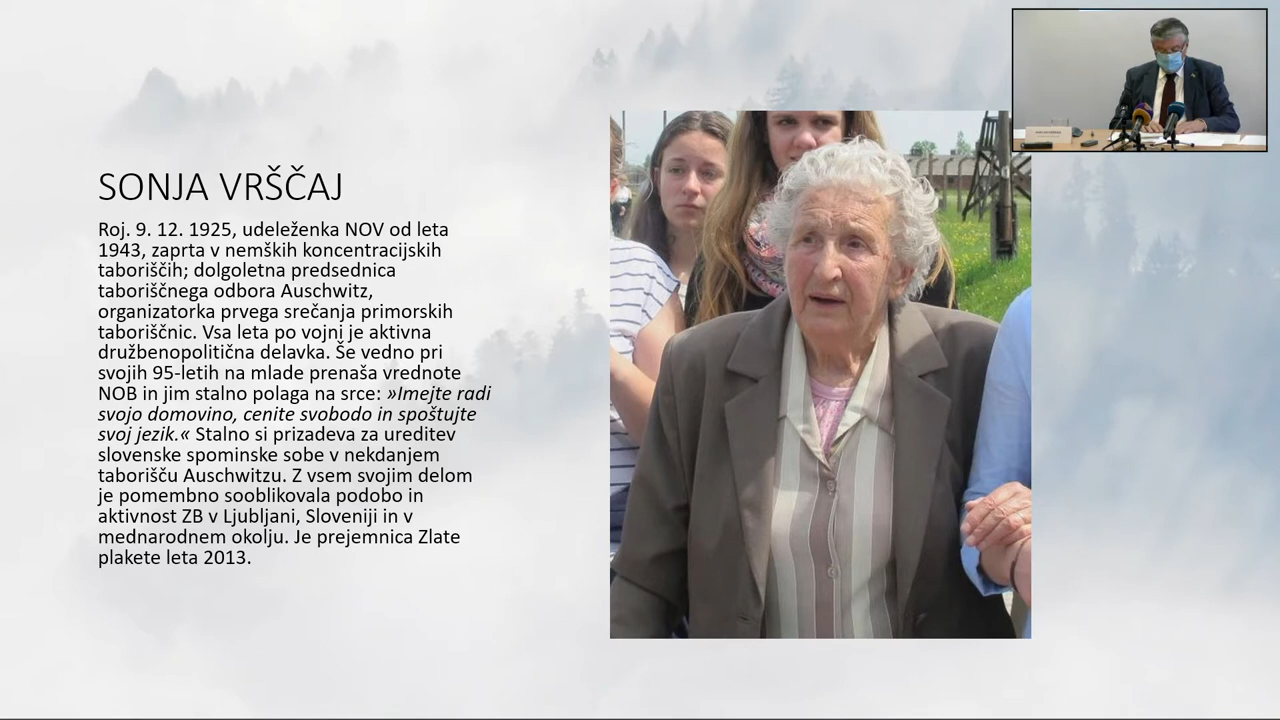 SONJA VRŠČAJ
Roj. 9. 12. 1925, udeleženka NOV od leta
1943, zaprta v nemških koncentracijskih
taboriščih; dolgoletna predsednica
taboriščnega odbora Auschwitz,
organizatorka prvega srečanja primorskih
taboriščnic. Vsa leta po vojni je aktivna
družbenopolitična delavka. Še vedno pri
svojih 95-letih na mlade prenaša vrednote
NOB in jim stalno polaga na srce: »Imejte radi
svojo domovino, cenite svobodo in spoštujte
svoj jezik.« Stalno si prizadeva za ureditev
slovenske spominske sobe v nekdanjem
taborišču Auschwitzu. Z vsem svojim delom
je pomembno sooblikovala podobo in
aktivnost ZB v Ljubljani, Sloveniji in v
mednarodnem okolju. Je prejemnica Zlate
plakete leta 2013.